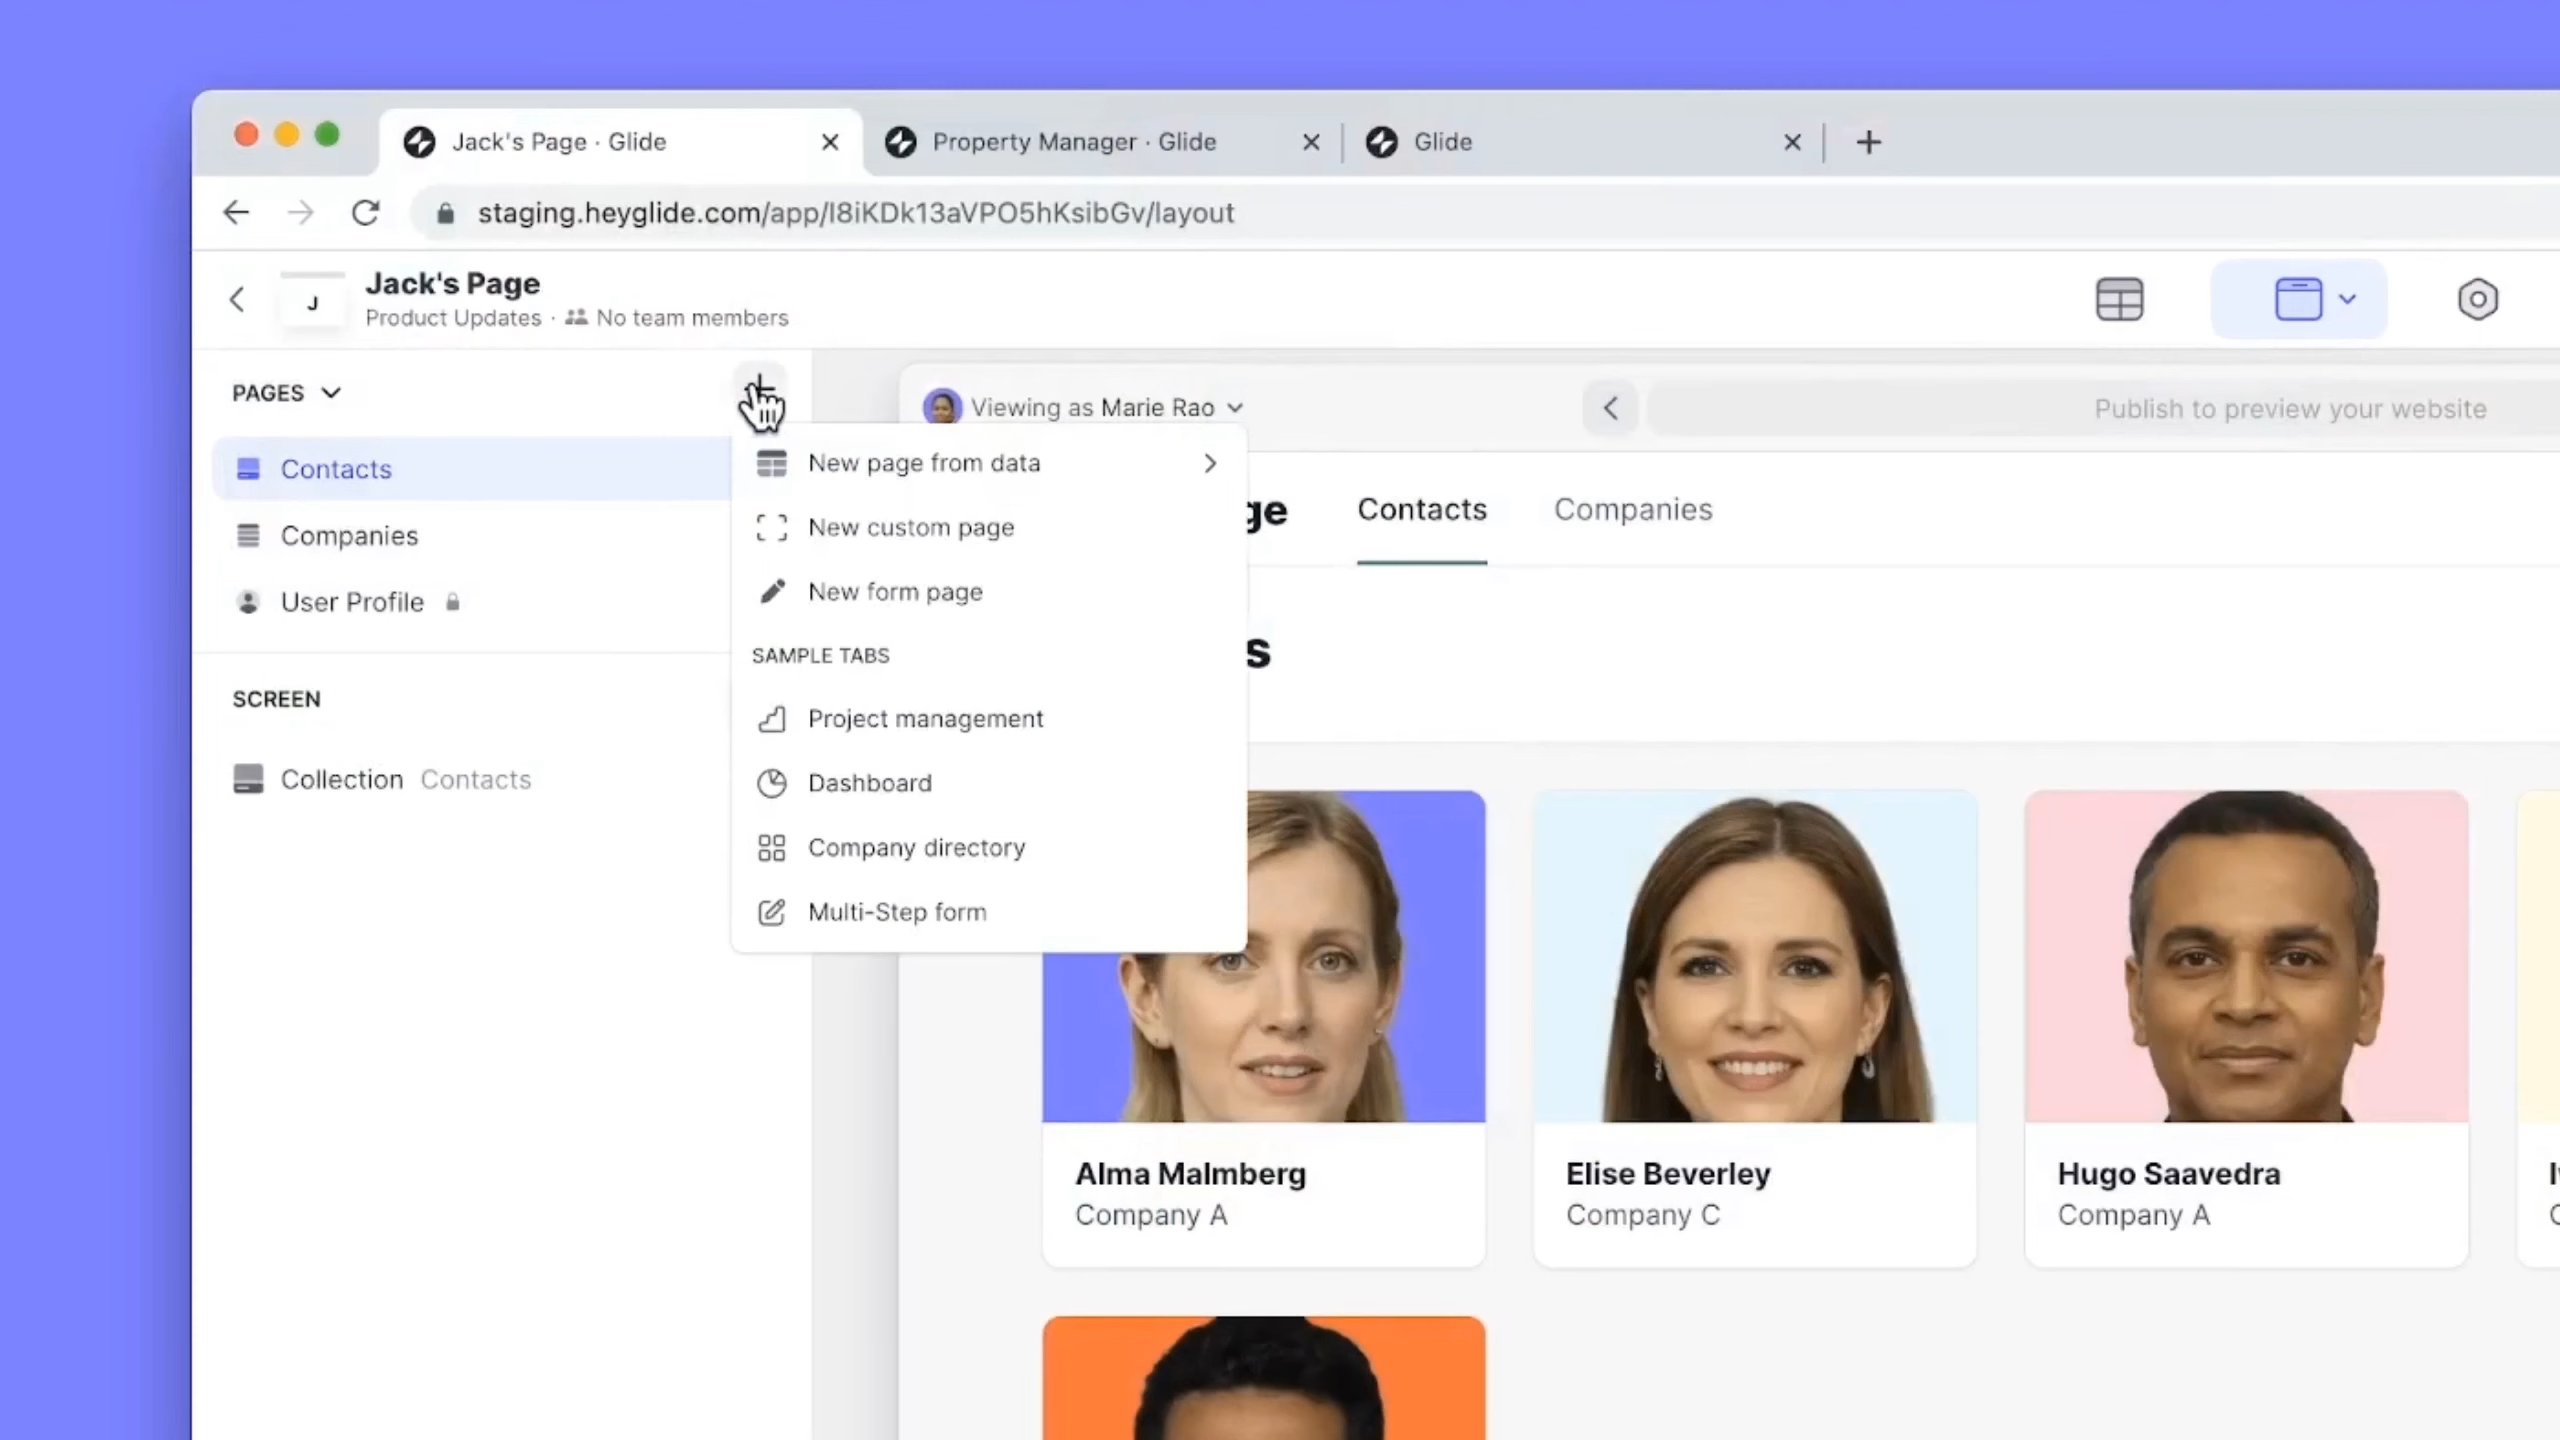 Jack's Page · Glide
Property Manager · Glide
Glide
staging.heyglide.com/app/l8iKDk13aVPO5hKsibGv/layout
J
Jack's Page
Product Updates · No team members
PAGES
Contacts
Companies
User Profile
SCREEN
Collection Contacts
New page from data
New custom page
New form page
SAMPLE TABS
Project management
Dashboard
Company directory
Multi-Step form
Viewing as Marie Rao
Publish to preview your website
ge
Contacts
Companies
s
Alma Malmberg
Company A
Elise Beverley
Company C
Hugo Saavedra
Company A